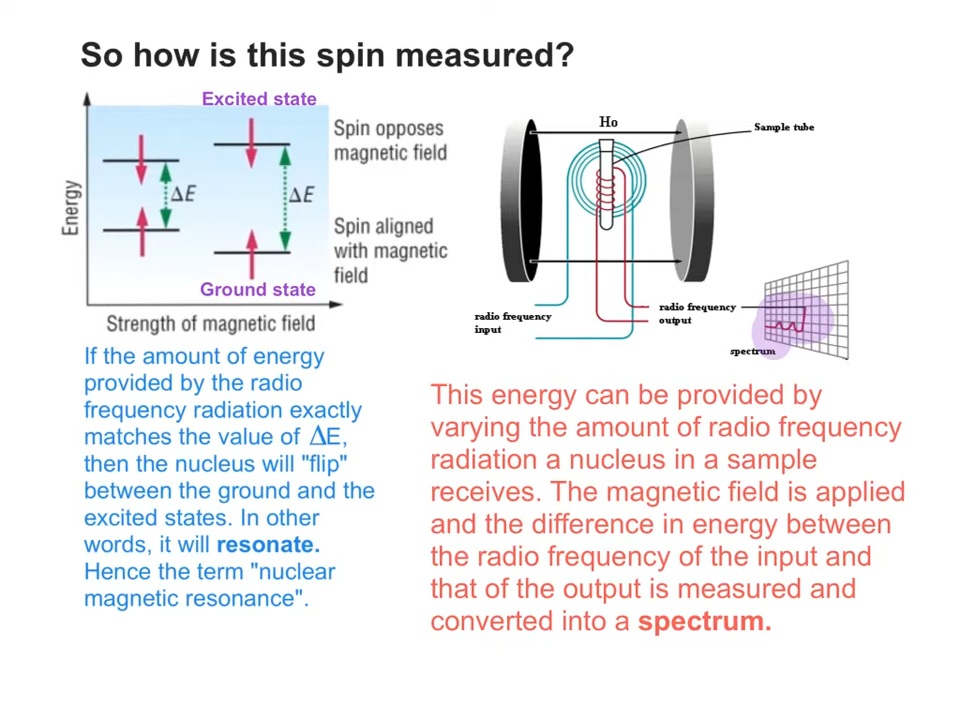 So how is this spin measured?
Excited state
Spin opposes
magnetic field
ΔE
ΔE
Energy
Spin aligned
with magnetic
field
Ground state
Strength of magnetic field
Ho
Sample tube
radio frequency
input
radio frequency
output
spectrum
If the amount of energy
provided by the radio
frequency radiation exactly
matches the value of ΔE,
then the nucleus will "flip"
between the ground and the
excited states. In other
words, it will resonate.
Hence the term "nuclear
magnetic resonance".
This energy can be provided by
varying the amount of radio frequency
radiation a nucleus in a sample
receives. The magnetic field is applied
and the difference in energy between
the radio frequency of the input and
that of the output is measured and
converted into a spectrum.